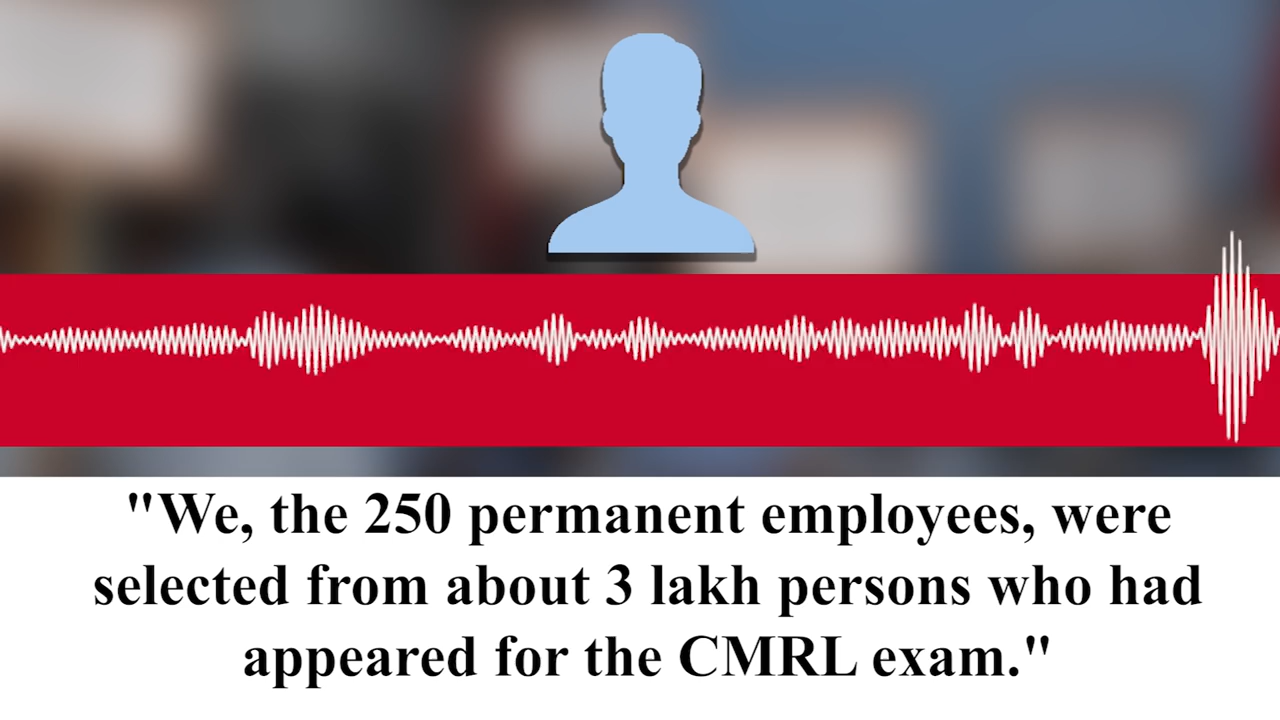 "We, the 250 permanent employees, were
selected from about 3 lakh persons who had
appeared for the CMRL exam."